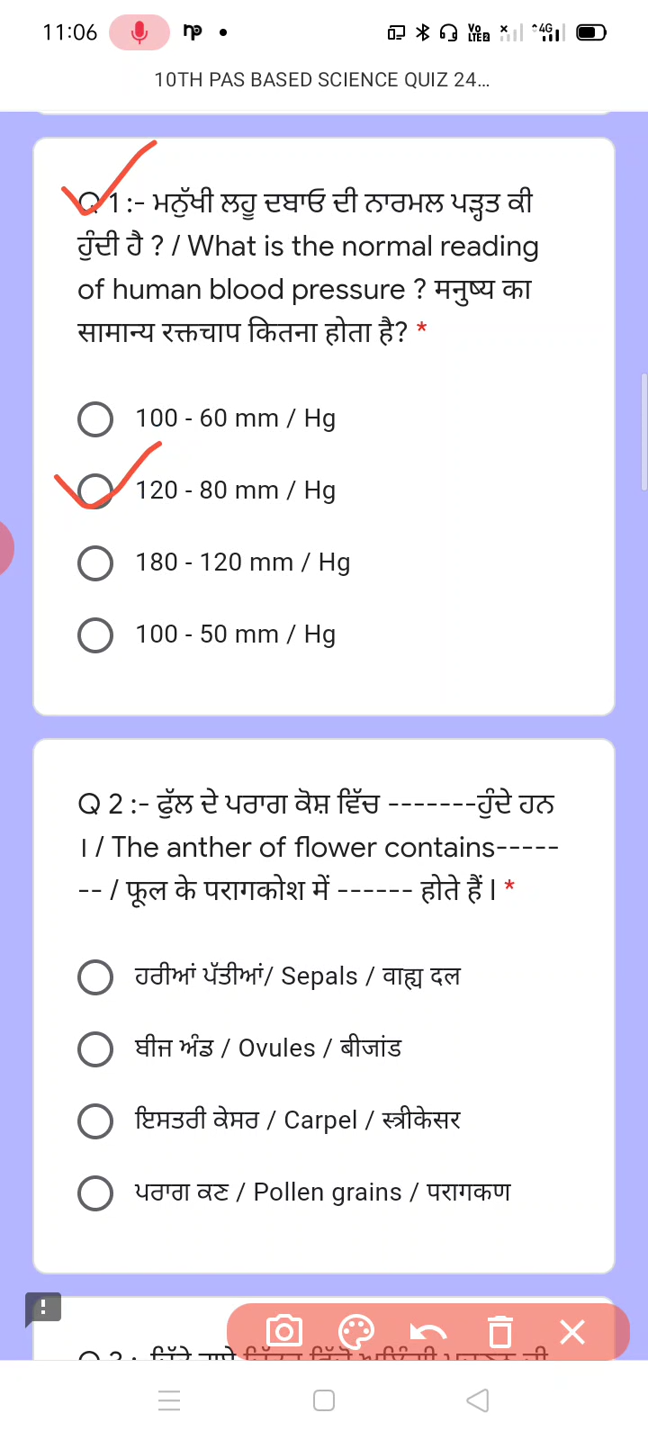 11:06
Vo
LTE2
4G
10TH PAS BASED SCIENCE QUIZ 24...
Q 1 :- ਮਨੁੱਖੀ ਲਹੂ ਦਬਾਓ ਦੀ ਨਾਰਮਲ ਪੜ੍ਹਤ ਕੀ
ਹੁੰਦੀ ਹੈ ? / What is the normal reading
of human blood pressure ? मनुष्य का
सामान्य रक्तचाप कितना होता है? *
100 - 60 mm / Hg
120 - 80 mm / Hg
180 - 120 mm / Hg
100 - 50 mm / Hg
Q 2 :- ਫੁੱਲ ਦੇ ਪਰਾਗ ਕੋਸ਼ ਵਿੱਚ -------ਹੁੰਦੇ ਹਨ
। / The anther of flower contains-----
-- / फूल के परागकोश में ------ होते हैं । *
ਹਰੀਆਂ ਪੱਤੀਆਂ/ Sepals / वाह्य दल
ਬੀਜ ਅੰਡ / Ovules / बीजांड
ਇਸਤਰੀ ਕੇਸਰ / Carpel / स्त्रीकेसर
ਪਰਾਗ ਕਣ / Pollen grains / परागकण